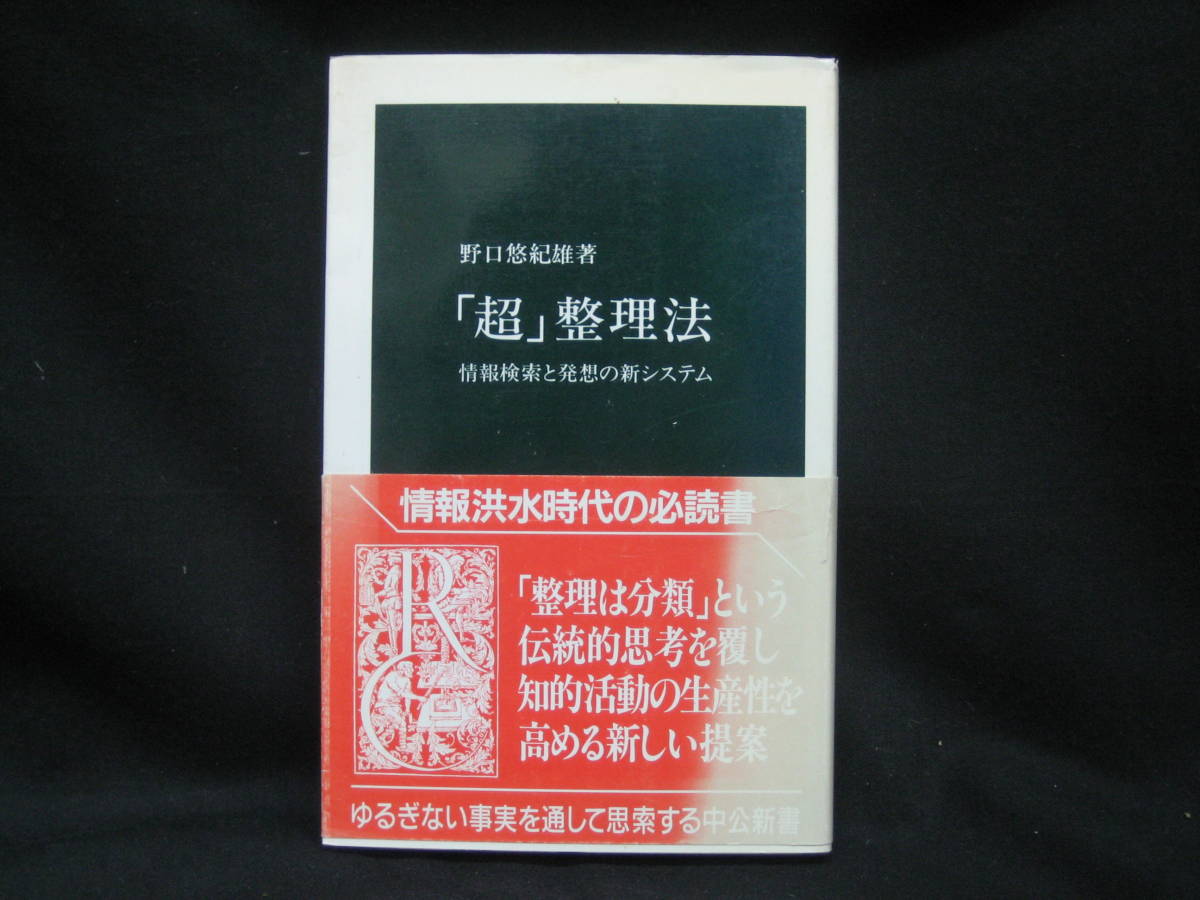 野口悠紀雄著
「超」整理法
情報検索と発想の新システム
情報洪水時代の必読書
R
C
「整理は分類」という
伝統的思考を覆し
知的活動の生産性を
高める新しい提案
ゆるぎない事実を通して思索する中公新書